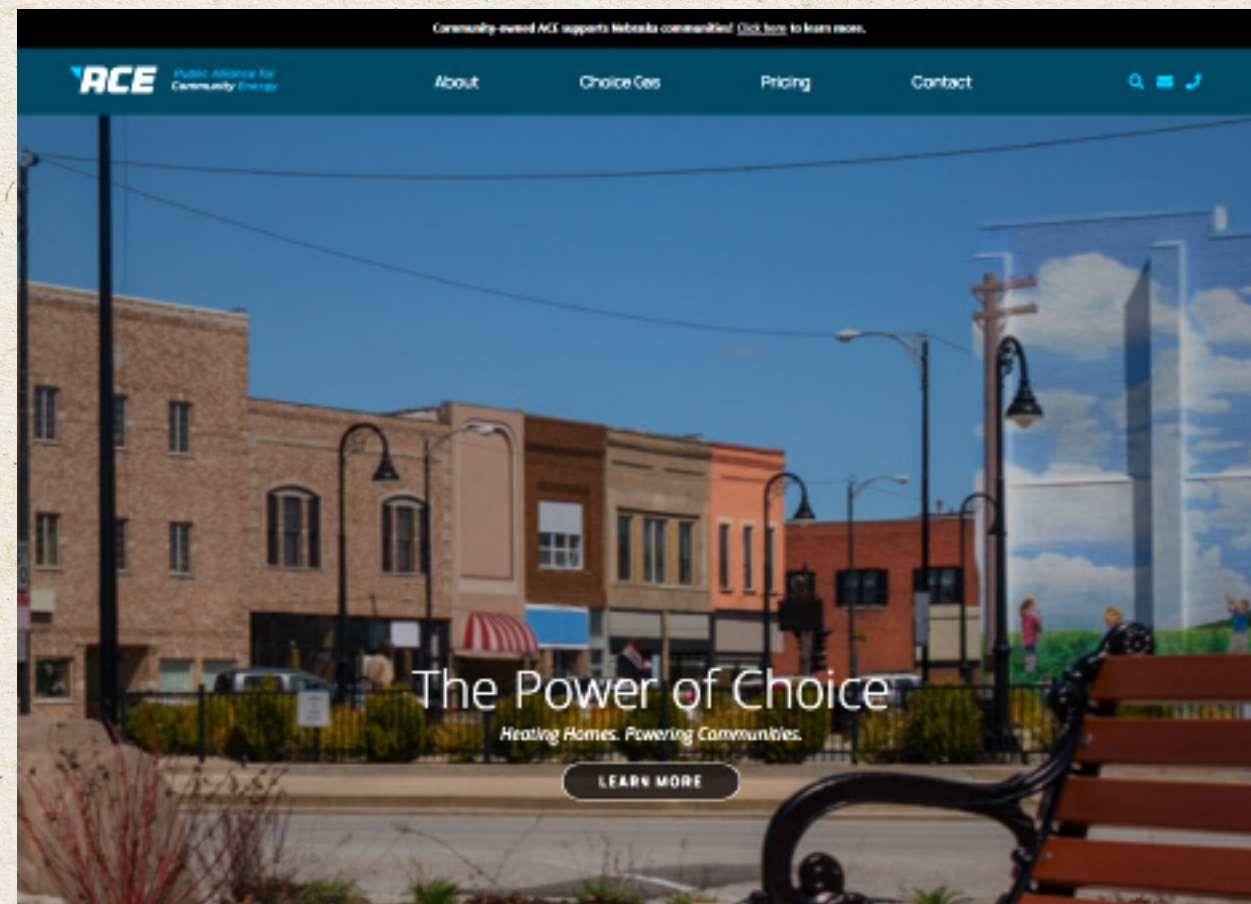 Community-owned ACE supports Nebraska communities! Click here to learn more.
ACE
Public Alliance for
Community Energy
About
Choice Gas
Pricing
Contact
The Power of Choice
Heating Homes. Powering Communities.
LEARN MORE